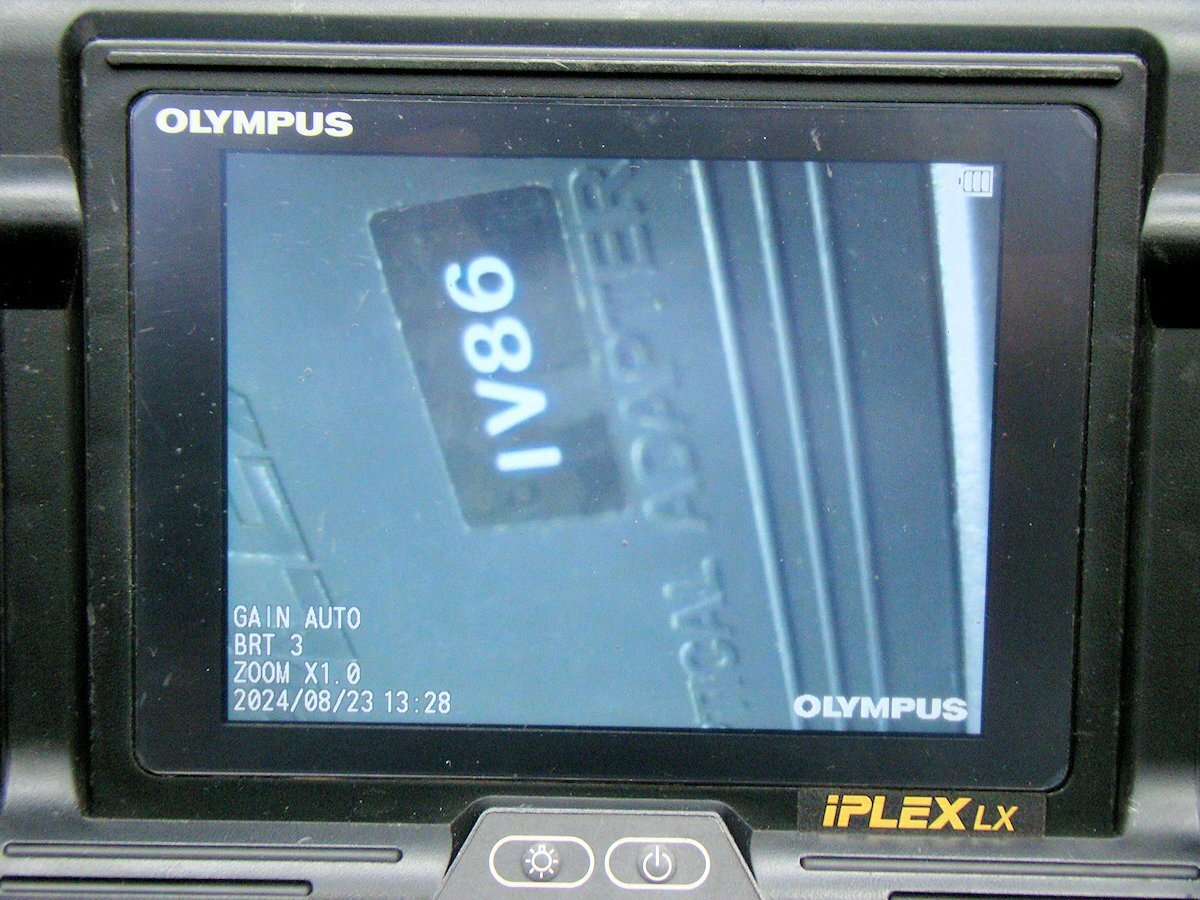 OLYMPUS
IV86
ADAPTER
GAIN AUTO
BRT 3
ZOOM X1.0
2024/08/23 13:28
OLYMPUS
iPLEX LX